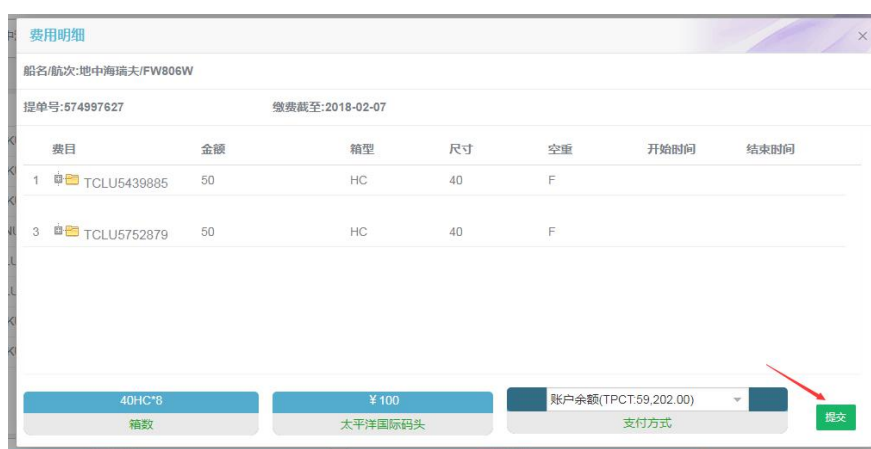 费用明细
×
船名/航次:地中海瑞夫/FW806W
提单号:574997627 缴费截至:2018-02-07
费目 金额 箱型 尺寸 空重 开始时间 结束时间
1 TCLU5439885 50 HC 40 F
3 TCLU5752879 50 HC 40 F
40HC*8 ¥100 账户余额(TPCT:59,202.00)
箱数 太平洋国际码头 支付方式 提交